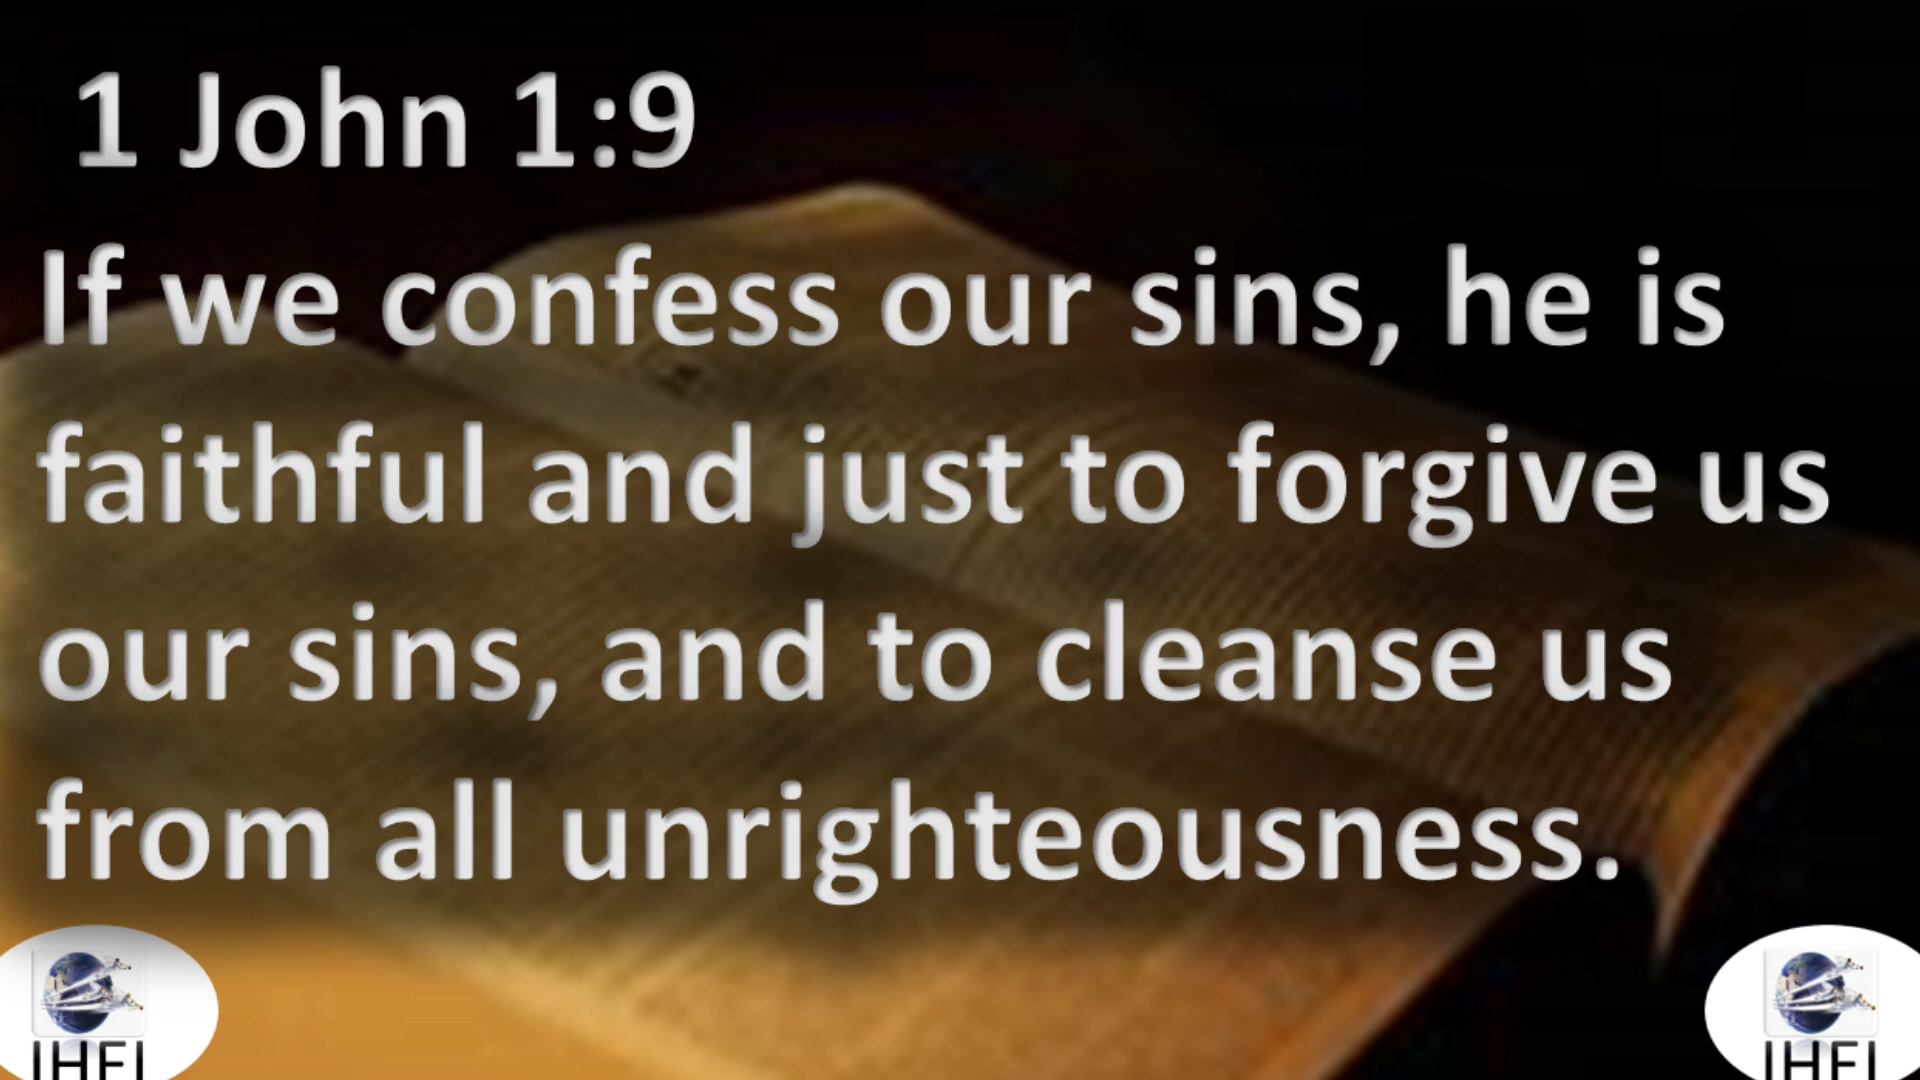 1 John 1:9
If we confess our sins, he is
faithful and just to forgive us
our sins, and to cleanse us
from all unrighteousness.